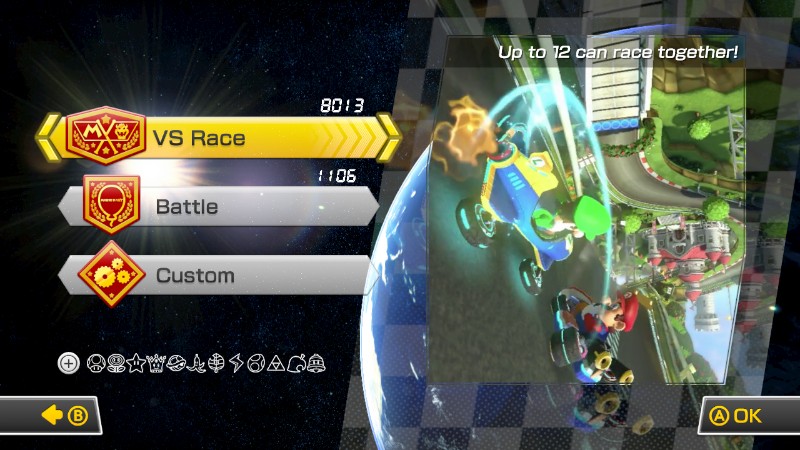 Up to 12 can race together!
8013
VS Race
1106
Battle
Custom
B
A OK